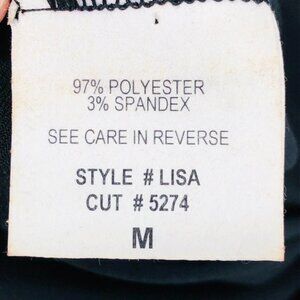 97% POLYESTER
3% SPANDEX
SEE CARE IN REVERSE
STYLE # LISA
CUT # 5274
M